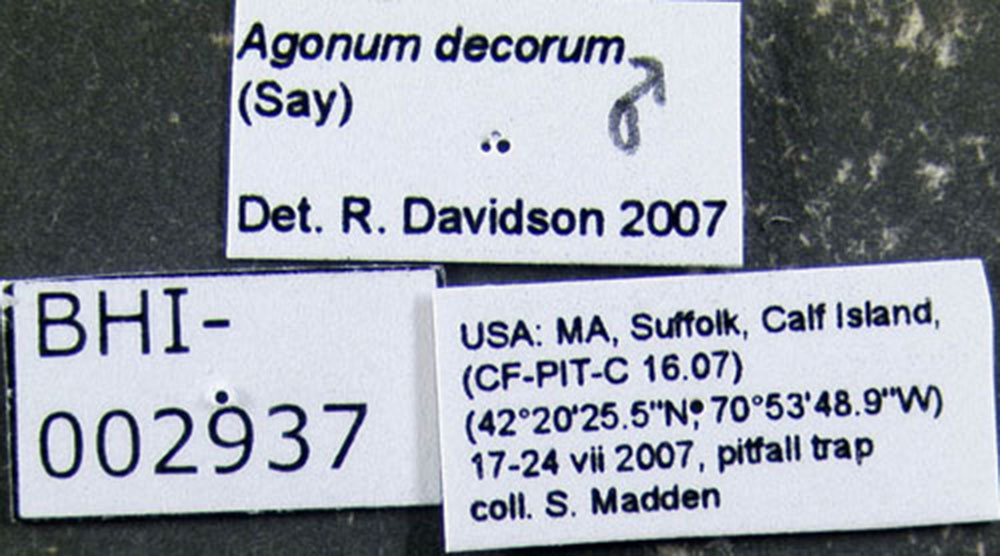 Agonum decorum ♂
(Say)
Det. R. Davidson 2007
BHI-
002937
USA: MA, Suffolk, Calf Island,
(CF-PIT-C 16.07)
(42°20'25.5"N; 70°53'48.9"W)
17-24 vii 2007, pitfall trap
coll. S. Madden